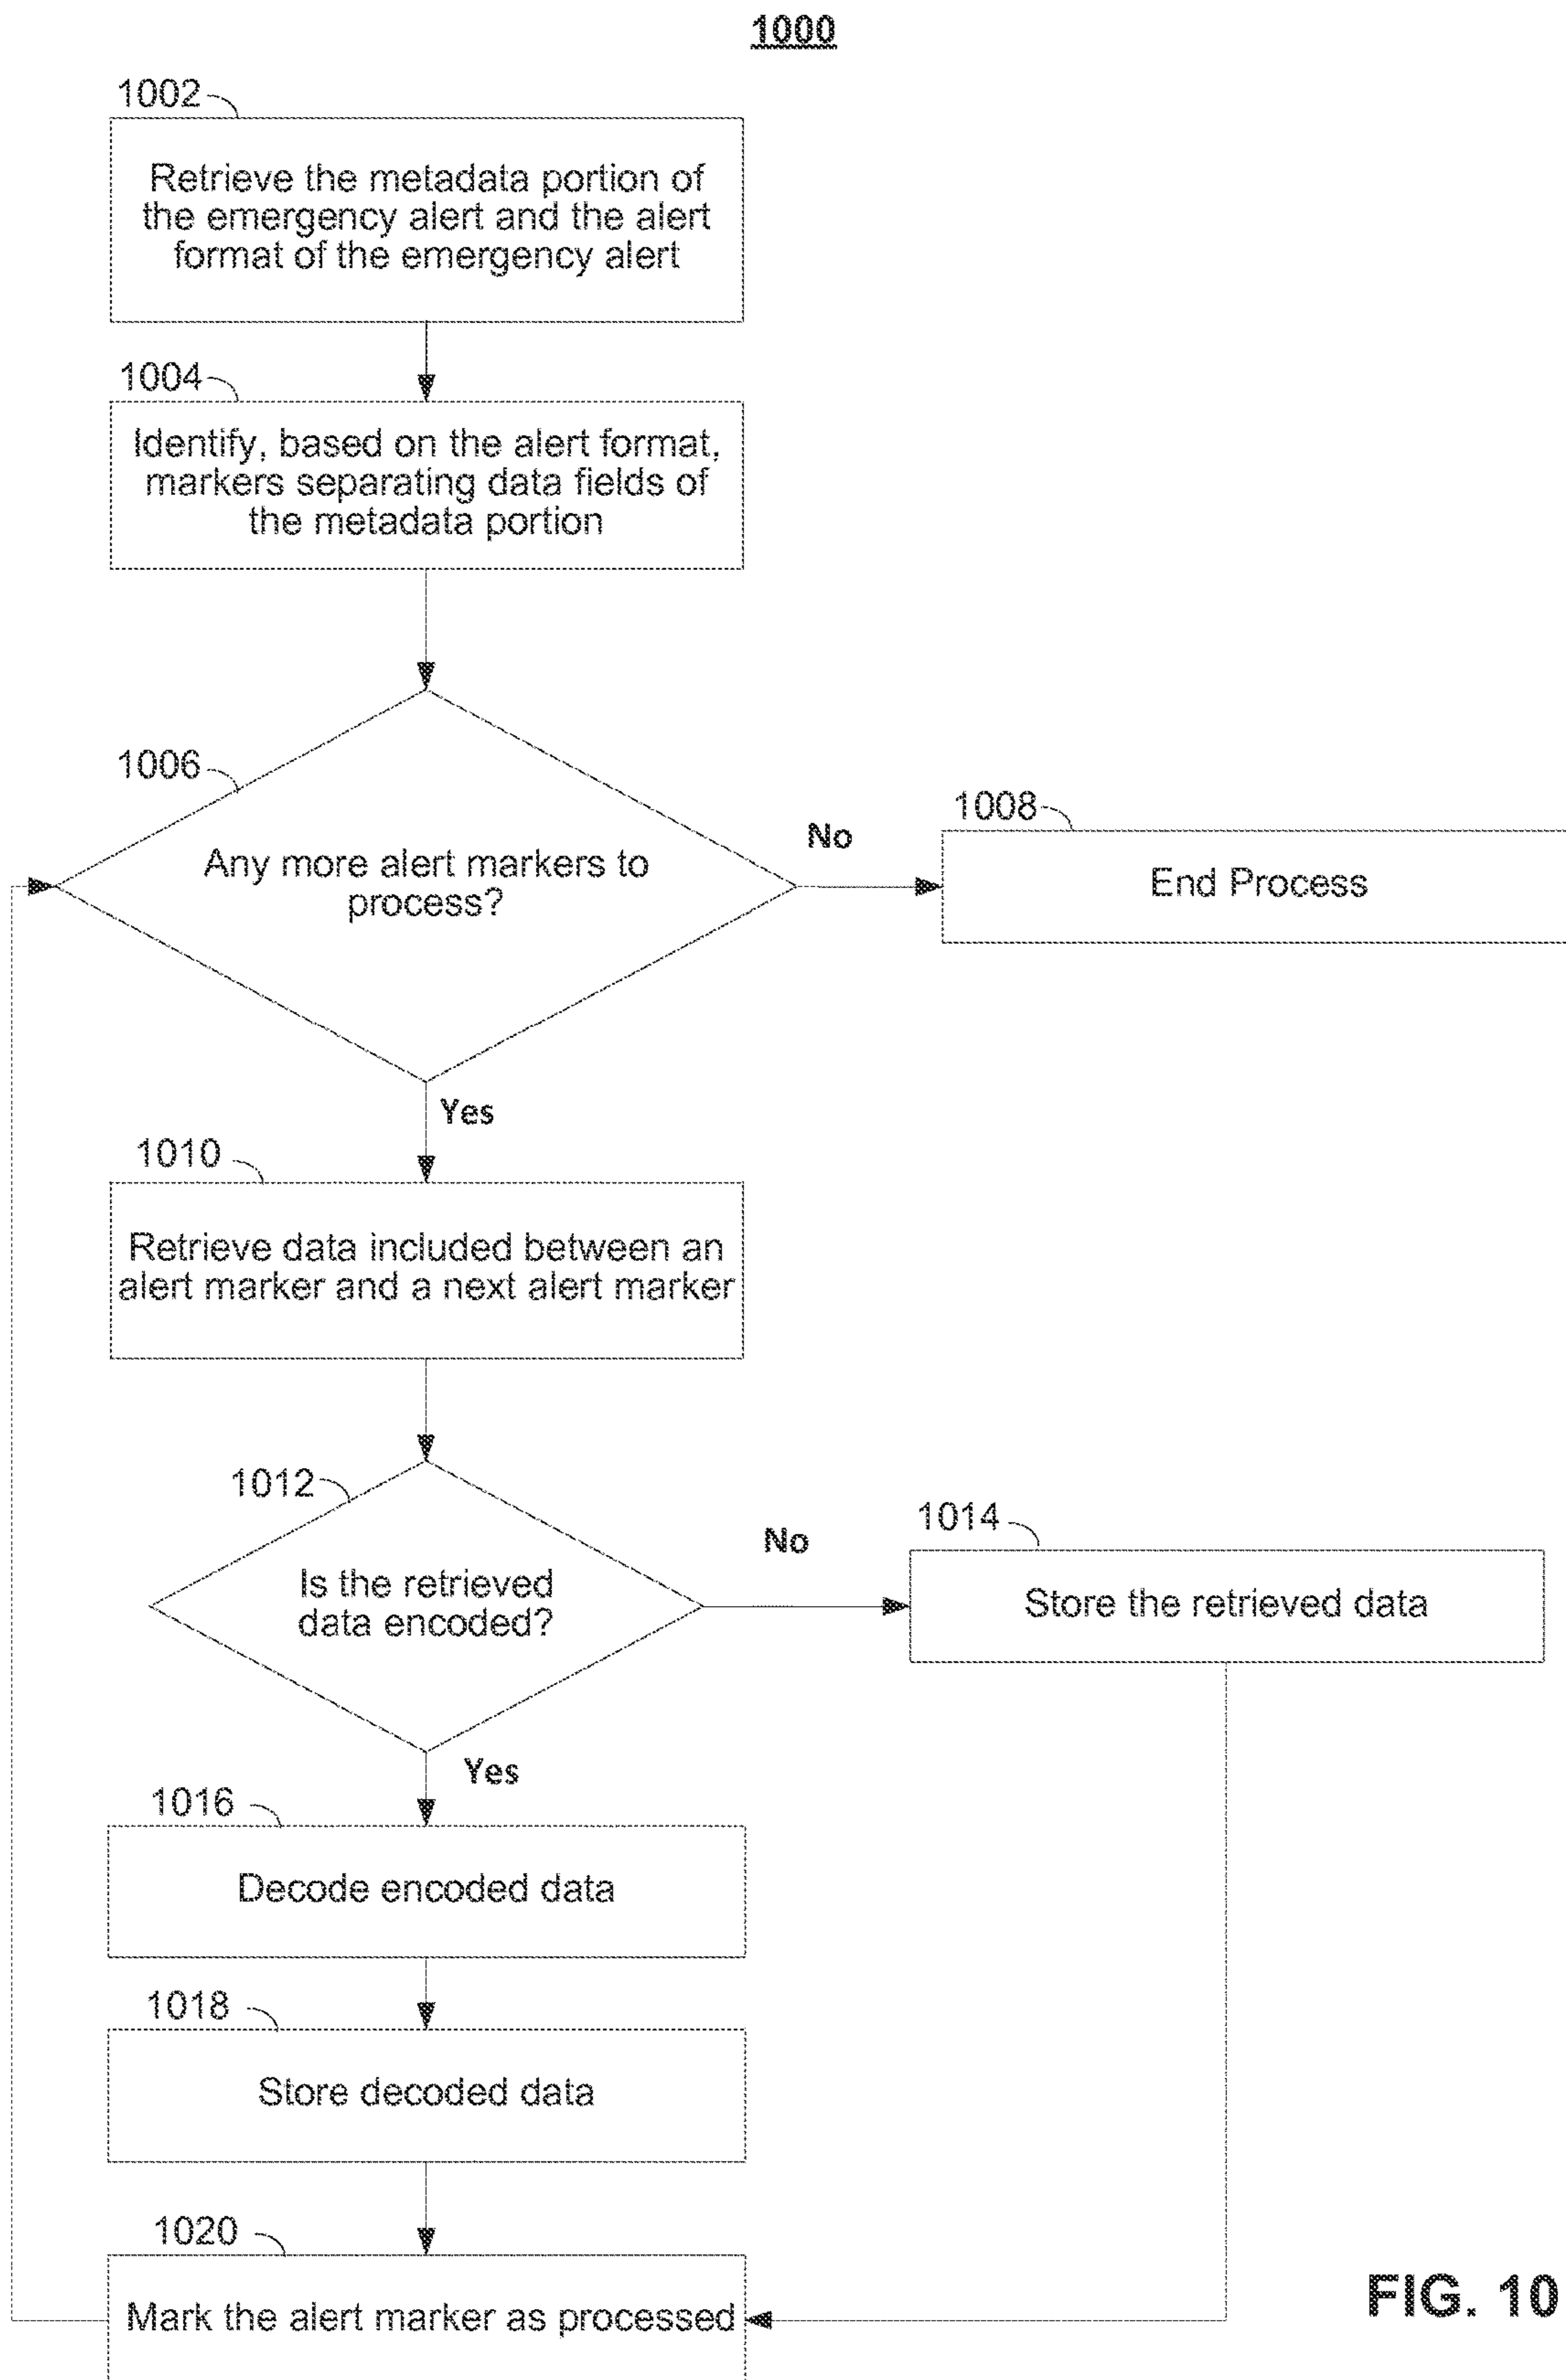 1000
1002
Retrieve the metadata portion of
the emergency alert and the alert
format of the emergency alert
1004
Identify, based on the alert format,
markers separating data fields of
the metadata portion
1006
Any more alert markers to
process?
No
1008
End Process
Yes
1010
Retrieve data included between an
alert marker and a next alert marker
1012
Is the retrieved
data encoded?
No
1014
Store the retrieved data
Yes
1016
Decode encoded data
1018
Store decoded data
1020
Mark the alert marker as processed
FIG. 10